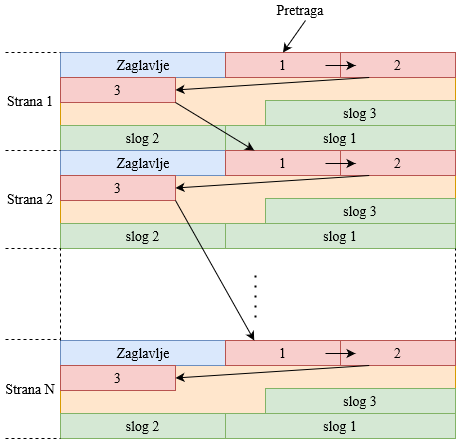 Pretraga
Zaglavlje 1 2
Strana 1
3
slog 3
slog 2 slog 1
Zaglavlje 1 2
Strana 2
3
slog 3
slog 2 slog 1
Zaglavlje 1 2
Strana N
3
slog 3
slog 2 slog 1